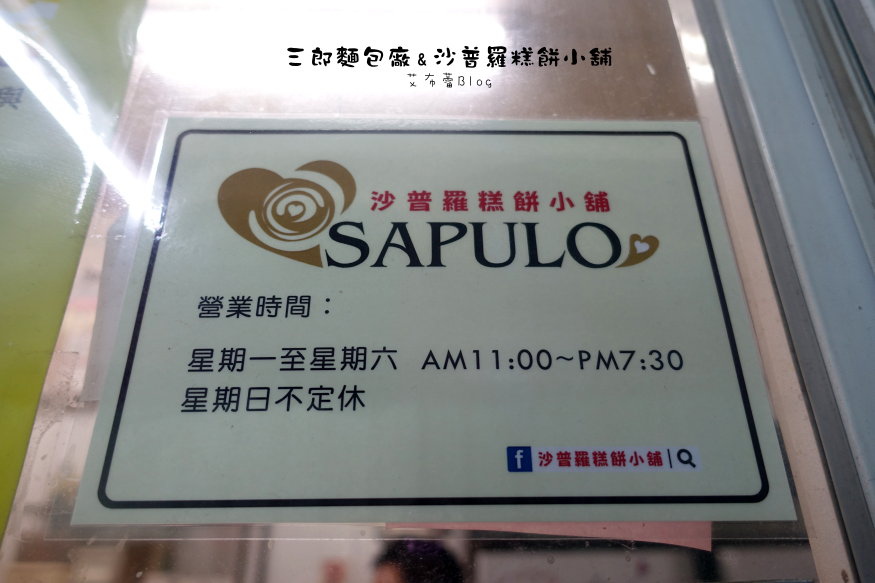 三郎麵包廠&沙普羅糕餅小舖
艾布蕾Blog
沙普羅糕餅小舖
SAPULO
營業時間：
星期一至星期六 AM11:00~PM7:30
星期日不定休
f 沙普羅糕餅小舖